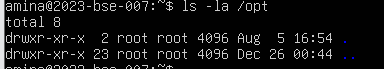 amina@2023-bse-007:~$ ls -la /opt
total 8
drwxr-xr-x  2 root root 4096 Aug  5 16:54 .
drwxr-xr-x 23 root root 4096 Dec 26 00:44 ..